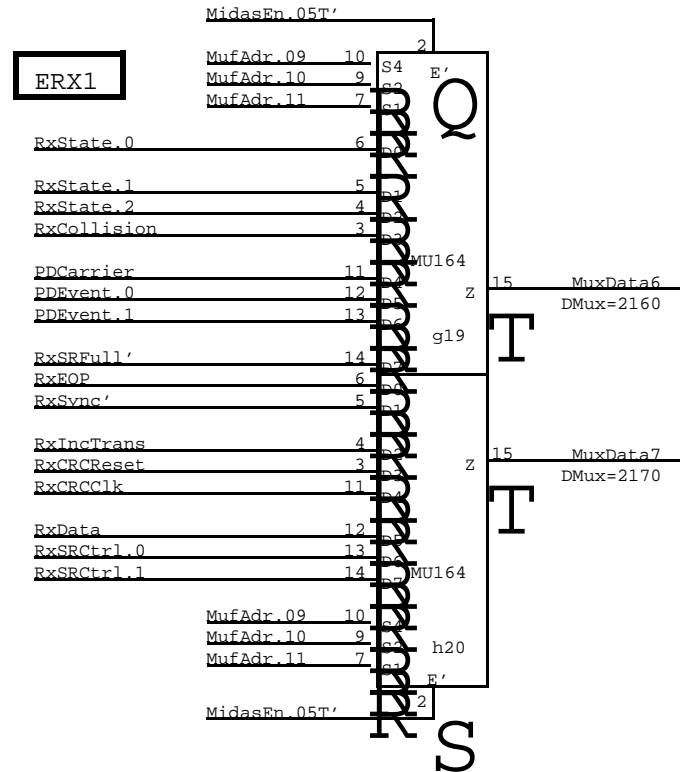 MidasEn.05T'
2
MufAdr.09 10 S4 E'
MufAdr.10 9 S2 Q
ERX1
MufAdr.11 7 S1
RxState.0 6 D0
RxState.1 5 D1
RxState.2 4 D2
RxCollision 3 D3
MU164
PDCarrier 11 D4
PDEvent.0 12 D5 Z 15 MuxData6
DMux=2160
PDEvent.1 13 D6
g19 T
RxSRFull' 14 D7
RxEOP 6 D0
RxSync' 5 D1
RxIncTrans 4 D2
RxCRCReset 3 D3 Z 15 MuxData7
DMux=2170
RxCRCClk 11 D4 T
RxData 12 D5
RxSRCtrl.0 13 D6
RxSRCtrl.1 14 D7 MU164
MufAdr.09 10 S4
MufAdr.10 9 S2 h20
MufAdr.11 7 S1
E'
MidasEn.05T' 2
S